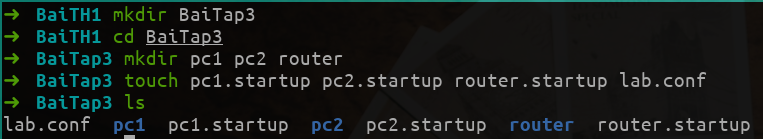 ➜ BaiTH1 mkdir BaiTap3
➜ BaiTH1 cd BaiTap3
➜ BaiTap3 mkdir pc1 pc2 router
➜ BaiTap3 touch pc1.startup pc2.startup router.startup lab.conf
➜ BaiTap3 ls
lab.conf pc1 pc1.startup pc2 pc2.startup router router.startup